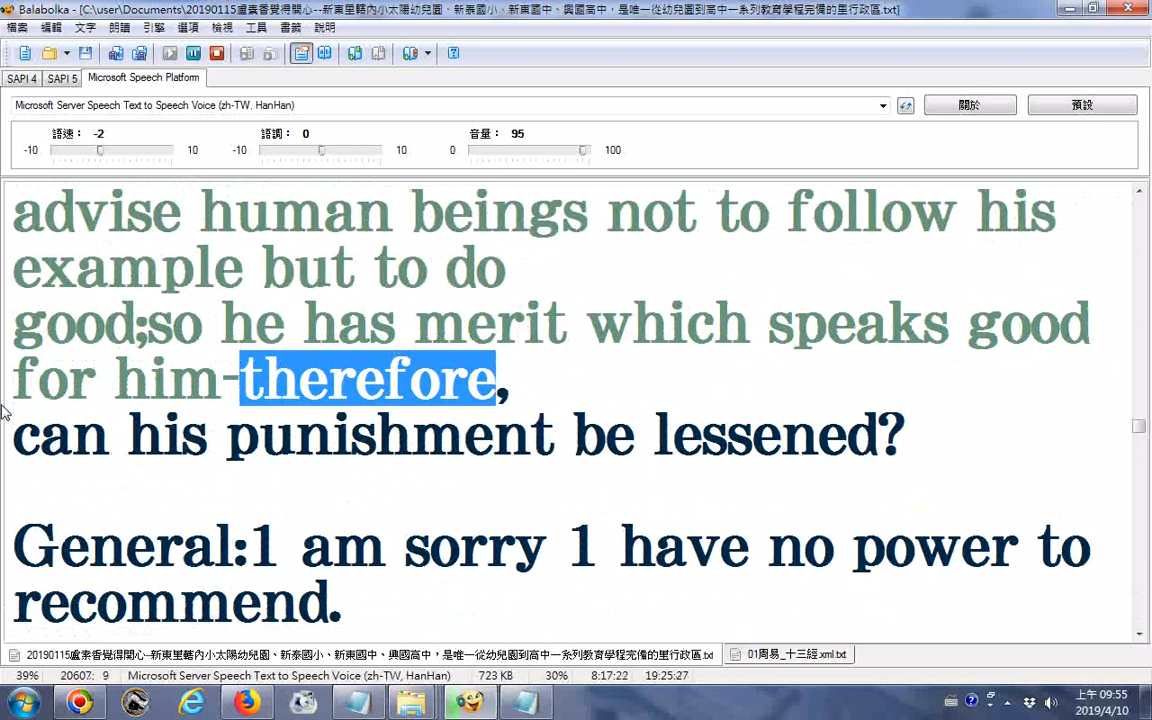 Balabolka - [C:\user\Documents\20190115盧素香覺得開心--新東里轄內小太陽幼兒園、新泰國小、新東國中、興國高中，是唯一從幼兒園到高中一系列教育學程完備的里行政區.txt]
檔案 編輯 文字 朗讀 引擎 選項 檢視 工具 書籤 說明
SAPI 4 SAPI 5 Microsoft Speech Platform
Microsoft Server Speech Text to Speech Voice (zh-TW, HanHan) 關於 預設
語速： -2 語調： 0 音量： 95
-10 10 -10 10 0 100
advise human beings not to follow his
example but to do
good;so he has merit which speaks good
for him-therefore,
can his punishment be lessened?
General:1 am sorry 1 have no power to
recommend.
20190115盧素香覺得開心--新東里轄內小太陽幼兒園、新泰國小、新東國中、興國高中，是唯一從幼兒園到高中一系列教育學程完備的里行政區.txt 01周易_十三經.xml.txt
39% 20607: 9 Microsoft Server Speech Text to Speech Voice (zh-TW, HanHan) 723 KB 30% 8:17:22 19:25:27
上午 09:55
2019/4/10